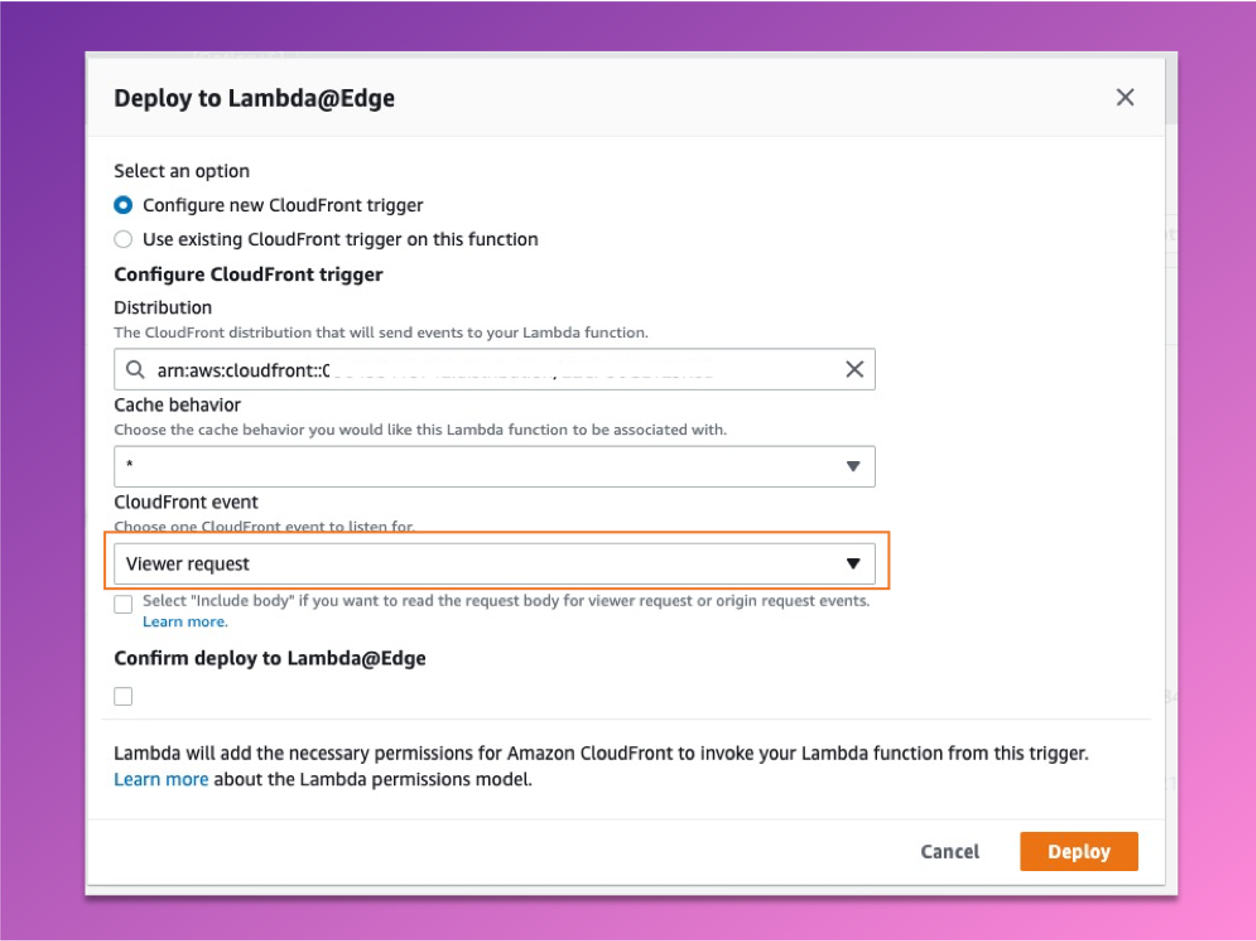 Deploy to Lambda@Edge
Select an option
Configure new CloudFront trigger
Use existing CloudFront trigger on this function
Configure CloudFront trigger
Distribution
The CloudFront distribution that will send events to your Lambda function.
arn:aws:cloudfront::
Cache behavior
Choose the cache behavior you would like this Lambda function to be associated with.
*
CloudFront event
Choose one CloudFront event to listen for.
Viewer request
Select "Include body" if you want to read the request body for viewer request or origin request events.
Learn more.
Confirm deploy to Lambda@Edge
Lambda will add the necessary permissions for Amazon CloudFront to invoke your Lambda function from this trigger.
Learn more about the Lambda permissions model.
Cancel
Deploy